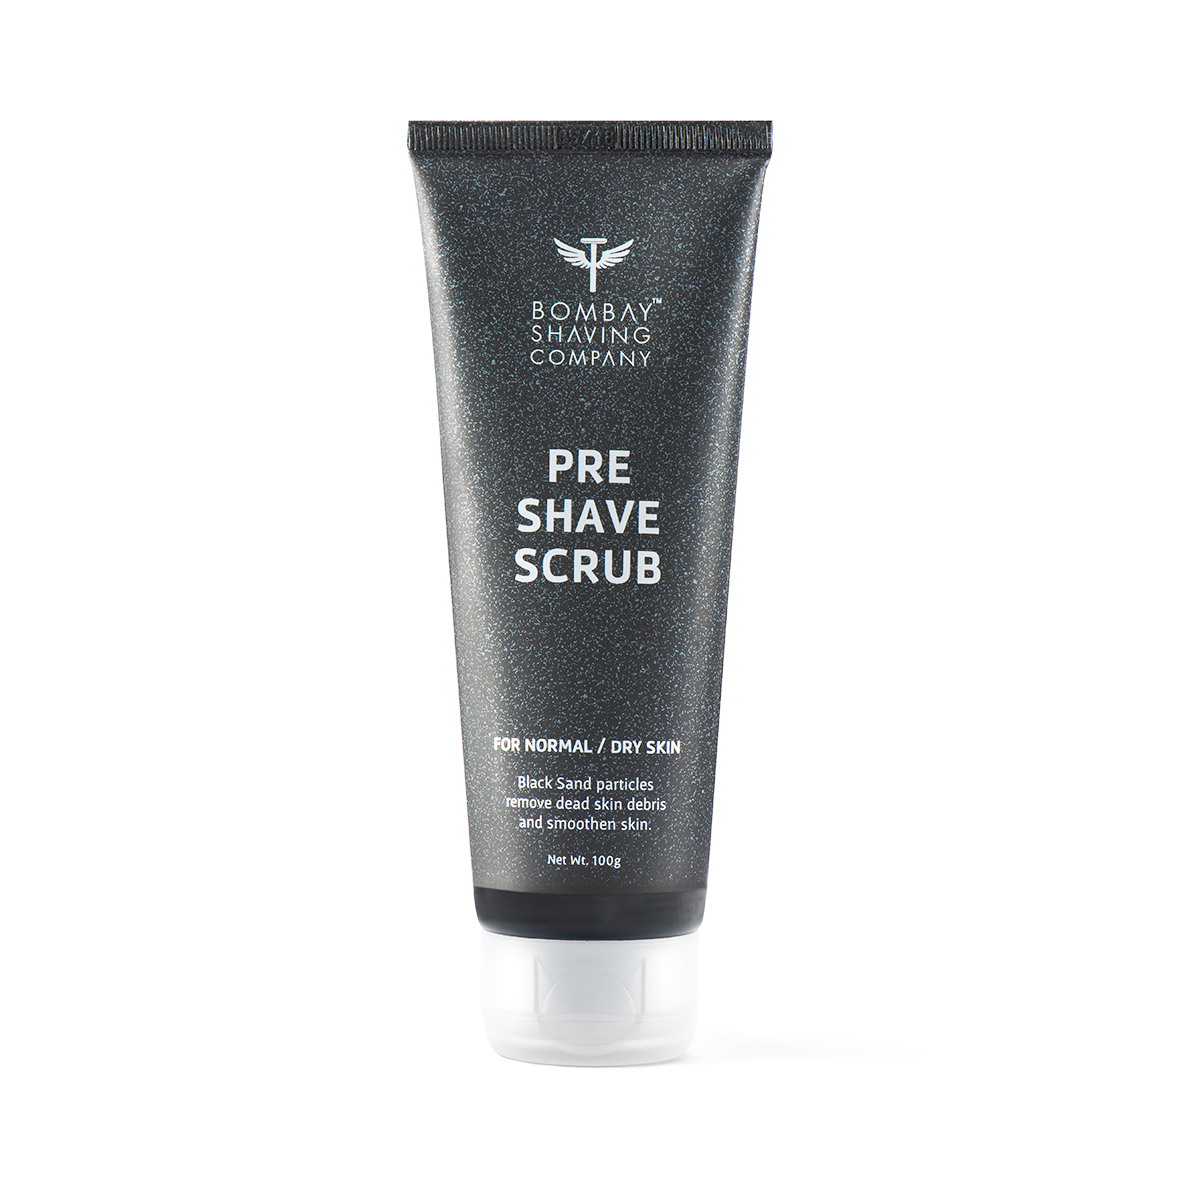 BOMBAY™
SHAVING
COMPANY
PRE
SHAVE
SCRUB
FOR NORMAL / DRY SKIN
Black Sand particles
remove dead skin debris
and smoothen skin.
Net Wt. 100g